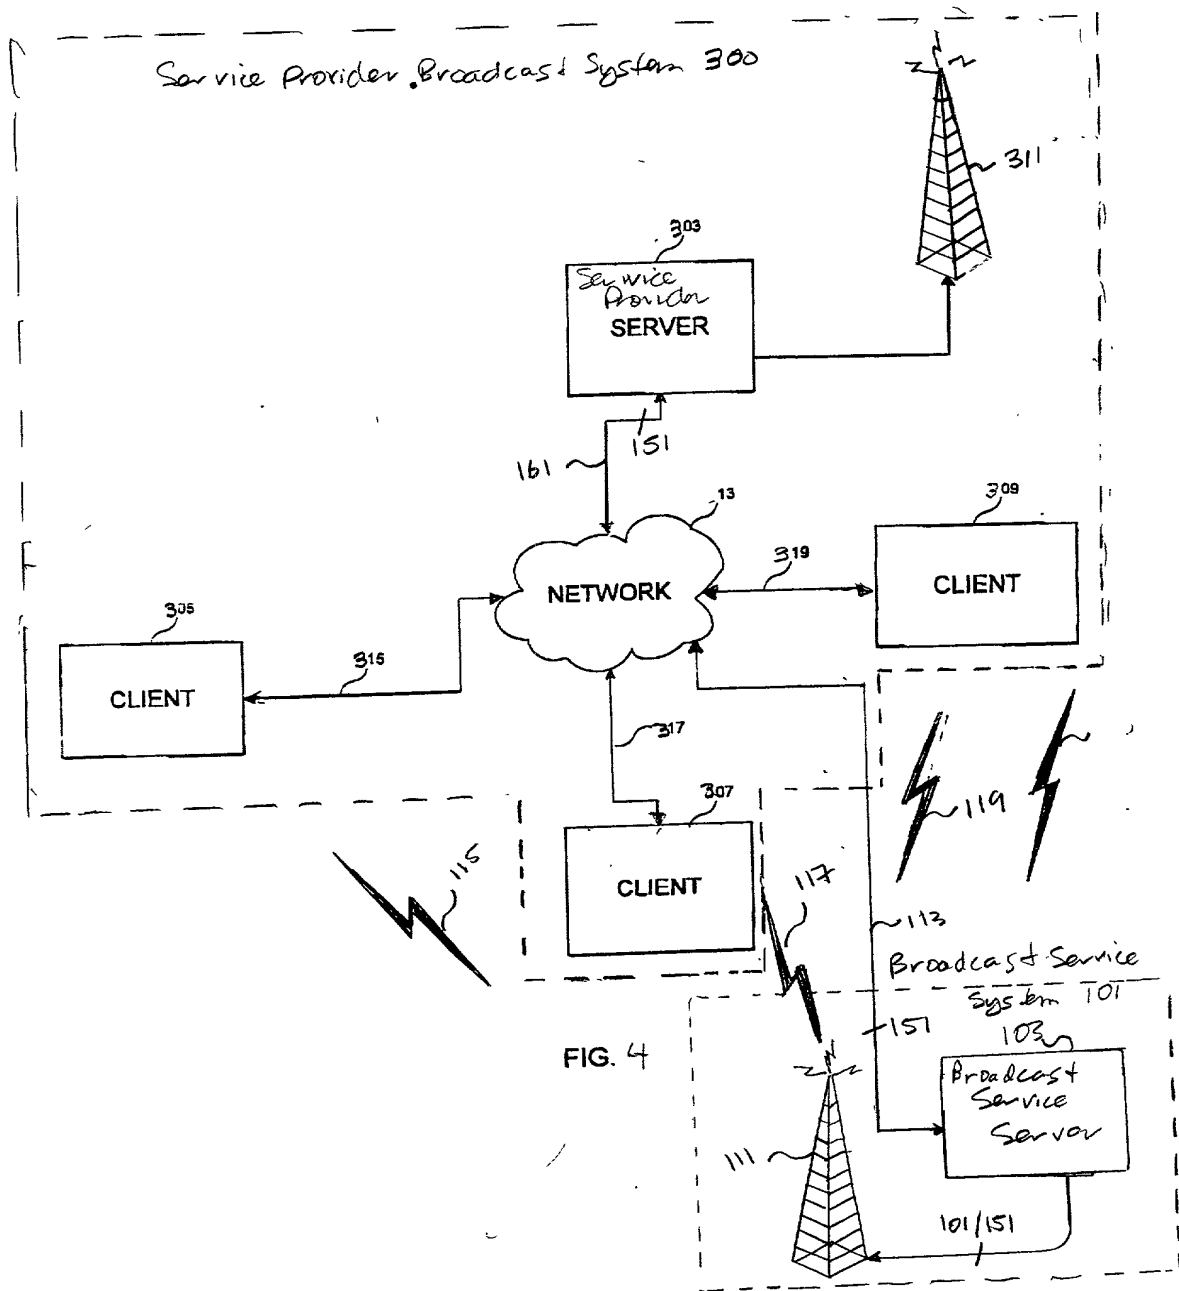 Service Provider Broadcast System 300
311
303
Service
Provider
SERVER
151
161
13
309
NETWORK
319
CLIENT
305
CLIENT
315
317
307
CLIENT
115
117
119
113
Broadcast Service
System 101
151
103
FIG. 4
Broadcast
Service
Server
111
101/151